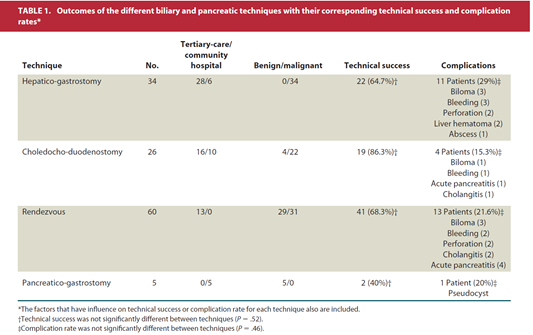 TABLE 1. Outcomes of the different biliary and pancreatic techniques with their corresponding technical success and complication
rates*
Technique No. Tertiary-care/ community hospital Benign/malignant Technical success Complications
Hepatico-gastrostomy 34 28/6 0/34 22 (64.7%)† 11 Patients (29%)‡
Biloma (3)
Bleeding (3)
Perforation (2)
Liver hematoma (2)
Abscess (1)
Choledocho-duodenostomy 26 16/10 4/22 19 (86.3%)† 4 Patients (15.3%)‡
Biloma (1)
Bleeding (1)
Acute pancreatitis (1)
Cholangitis (1)
Rendezvous 60 13/0 29/31 41 (68.3%)† 13 Patients (21.6%)‡
Biloma (3)
Bleeding (2)
Perforation (2)
Cholangitis (2)
Acute pancreatitis (4)
Pancreatico-gastrostomy 5 0/5 5/0 2 (40%)† 1 Patient (20%)‡
Pseudocyst
*The factors that have influence on technical success or complication rate for each technique also are included.
†Technical success was not significantly different between techniques (P = .52).
‡Complication rate was not significantly different between techniques (P = .46).